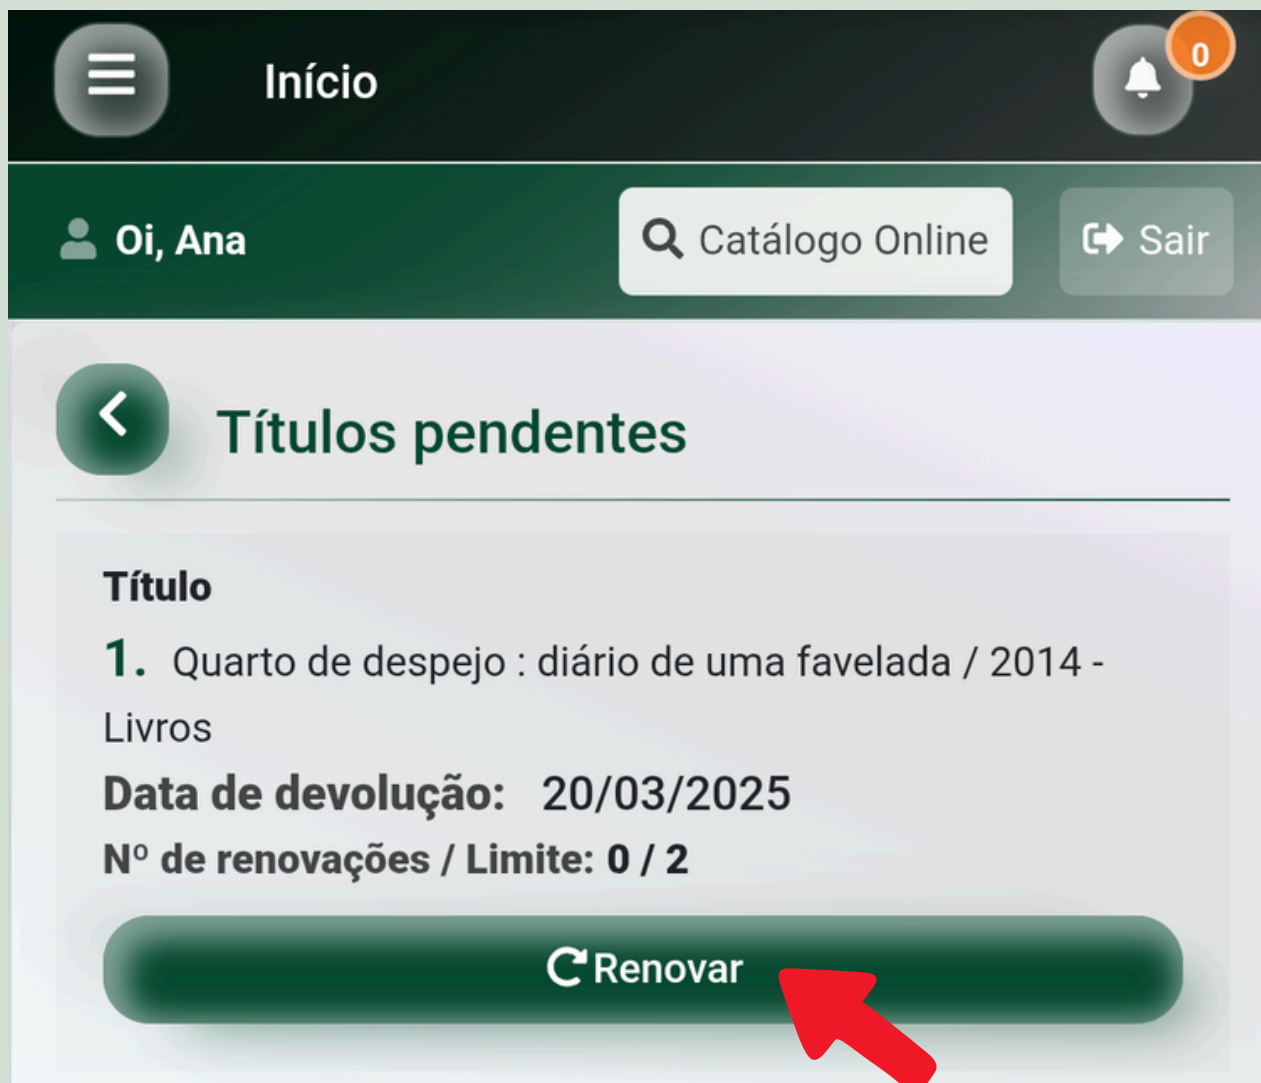 Início
0
Oi, Ana
Catálogo Online
Sair
Títulos pendentes
Título
1. Quarto de despejo : diário de uma favelada / 2014 -
Livros
Data de devolução: 20/03/2025
Nº de renovações / Limite: 0 / 2
Renovar